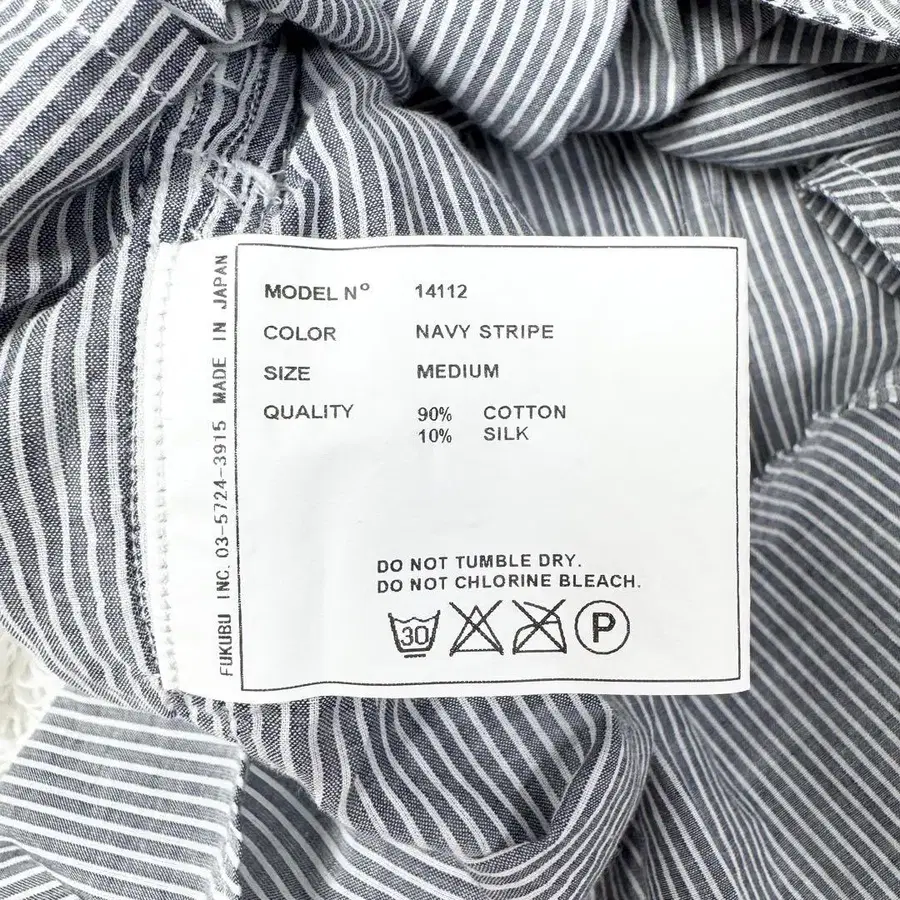 MODEL Nº 14112
COLOR NAVY STRIPE
SIZE MEDIUM
QUALITY 90% COTTON
10% SILK
DO NOT TUMBLE DRY.
DO NOT CHLORINE BLEACH.
30 P
FUKUBU INC. 03-5724-3915 MADE IN JAPAN